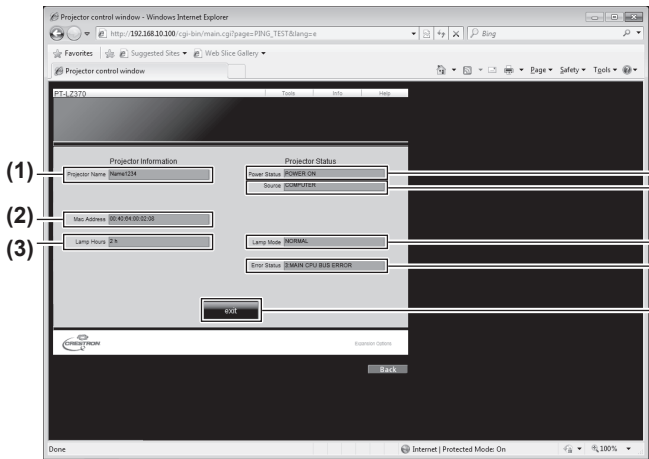 Projector control window - Windows Internet Explorer
http://192.168.10.100/cgi-bin/main.cgi?page=PING_TEST&lang=e
Bing
Favorites Suggested Sites Web Slice Gallery
Projector control window
Page Safety Tools
PT-LZ370 Tools Info Help
Projector Information Projector Status
(1) Projector Name Name1234 Power Status POWER ON
Source COMPUTER
(2) Mac Address 00:40:64:00:02:08
(3) Lamp Hours 2 h Lamp Mode NORMAL
Error Status 3:MAIN CPU BUS ERROR
exit
CRESTRON Expansion Options
Back
Done Internet | Protected Mode: On 100%